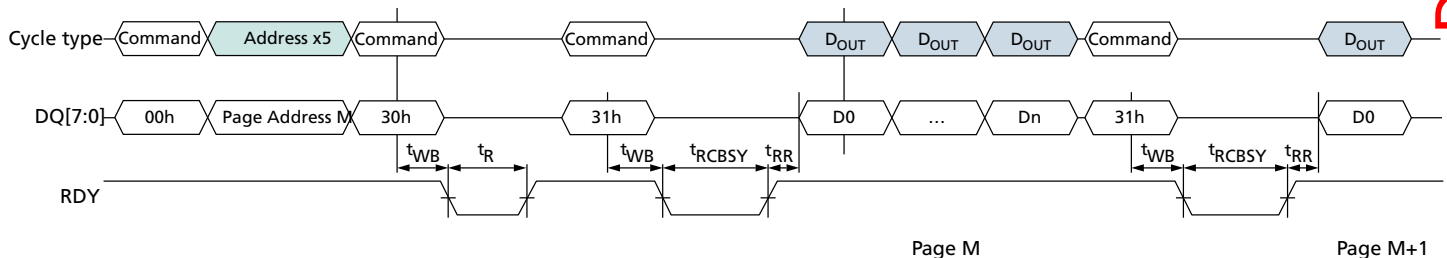 Cycle type Command Address x5 Command Command DOUT DOUT DOUT Command DOUT
DQ[7:0] 00h Page Address M 30h 31h D0 … Dn 31h D0
tWB tR tWB tRCBSY tRR tWB tRCBSY tRR
RDY
Page M Page M+1